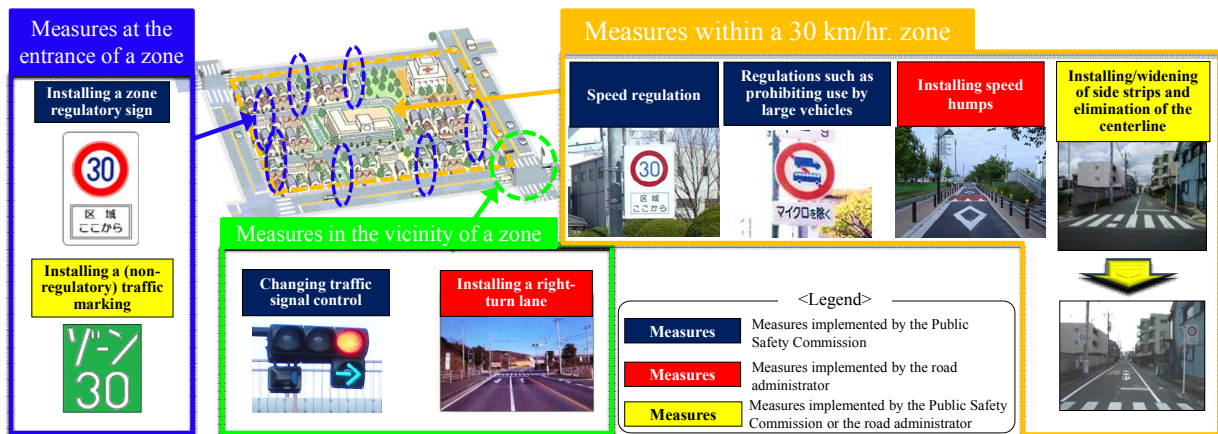 Measures at the
entrance of a zone
Installing a zone
regulatory sign
30
区域
ここから
Installing a (non-
regulatory) traffic
marking
ゾーン
30
Measures within a 30 km/hr. zone
Speed regulation
30
区域
ここから
Regulations such as
prohibiting use by
large vehicles
マイクロを除く
Installing speed
humps
Installing/widening
of side strips and
elimination of the
centerline
Measures in the vicinity of a zone
Changing traffic
signal control
Installing a right-
turn lane
<Legend>
Measures
Measures implemented by the Public
Safety Commission
Measures
Measures implemented by the road
administrator
Measures
Measures implemented by the Public Safety
Commission or the road administrator